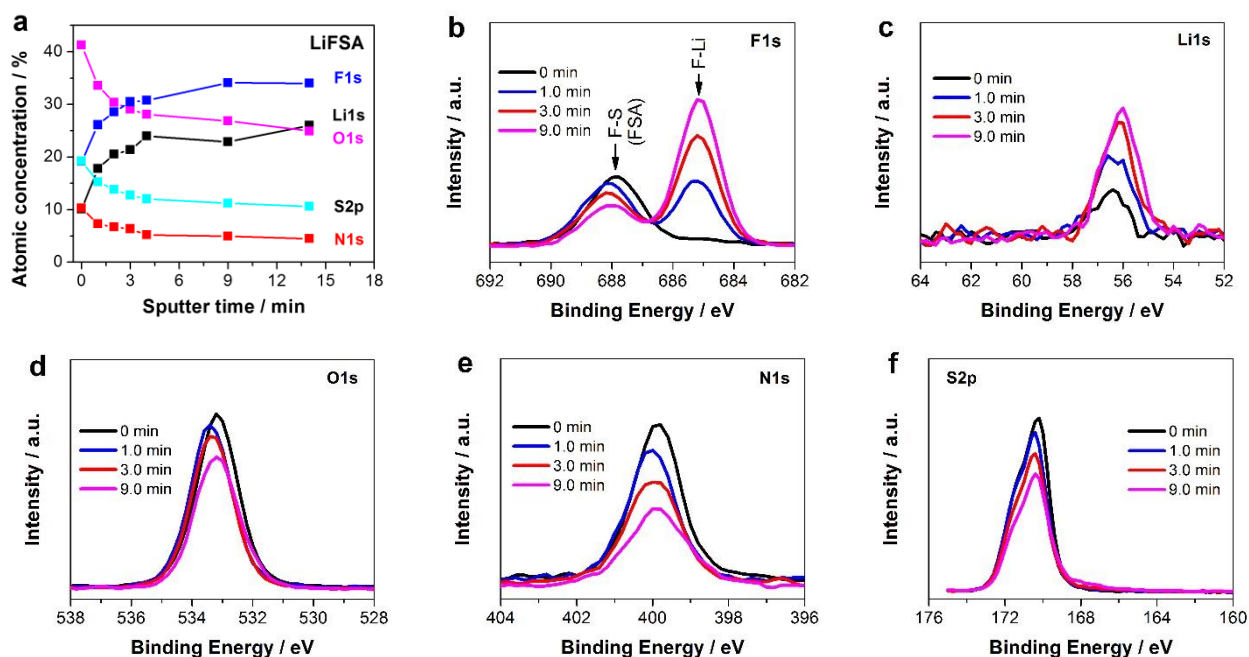 a
LiFSA
F1s
Li1s
O1s
S2p
N1s
40
30
20
10
0
0 3 6 9 12 15 18
Atomic concentration / %
Sputter time / min
b
F1s
0 min
1.0 min
3.0 min
9.0 min
F-S
(FSA)
F-Li
692 690 688 686 684 682
Intensity / a.u.
Binding Energy / eV
c
Li1s
0 min
1.0 min
3.0 min
9.0 min
64 62 60 58 56 54 52
Intensity / a.u.
Binding Energy / eV
d
O1s
0 min
1.0 min
3.0 min
9.0 min
538 536 534 532 530 528
Intensity / a.u.
Binding Energy / eV
e
N1s
0 min
1.0 min
3.0 min
9.0 min
404 402 400 398 396
Intensity / a.u.
Binding Energy / eV
f
S2p
0 min
1.0 min
3.0 min
9.0 min
176 172 168 164 160
Intensity / a.u.
Binding Energy / eV